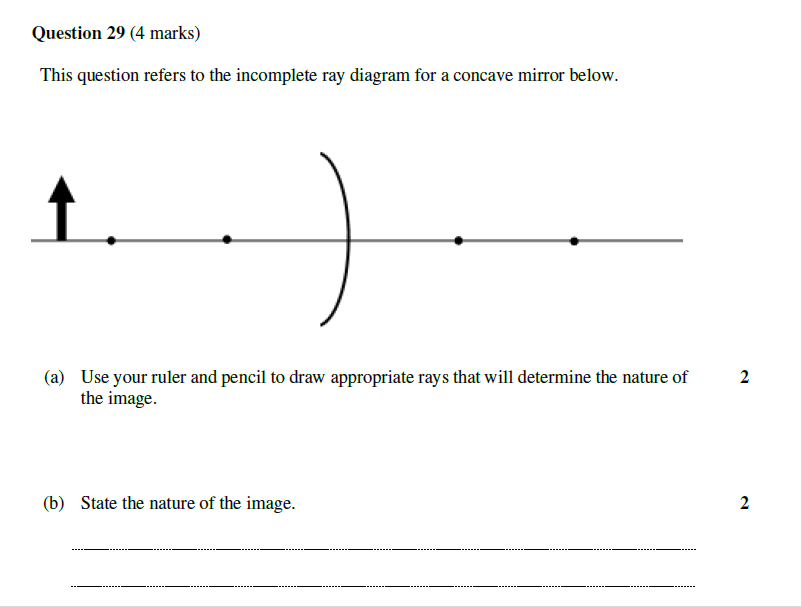 Question 29 (4 marks)
This question refers to the incomplete ray diagram for a concave mirror below.
(a) Use your ruler and pencil to draw appropriate rays that will determine the nature of 2
the image.
(b) State the nature of the image. 2